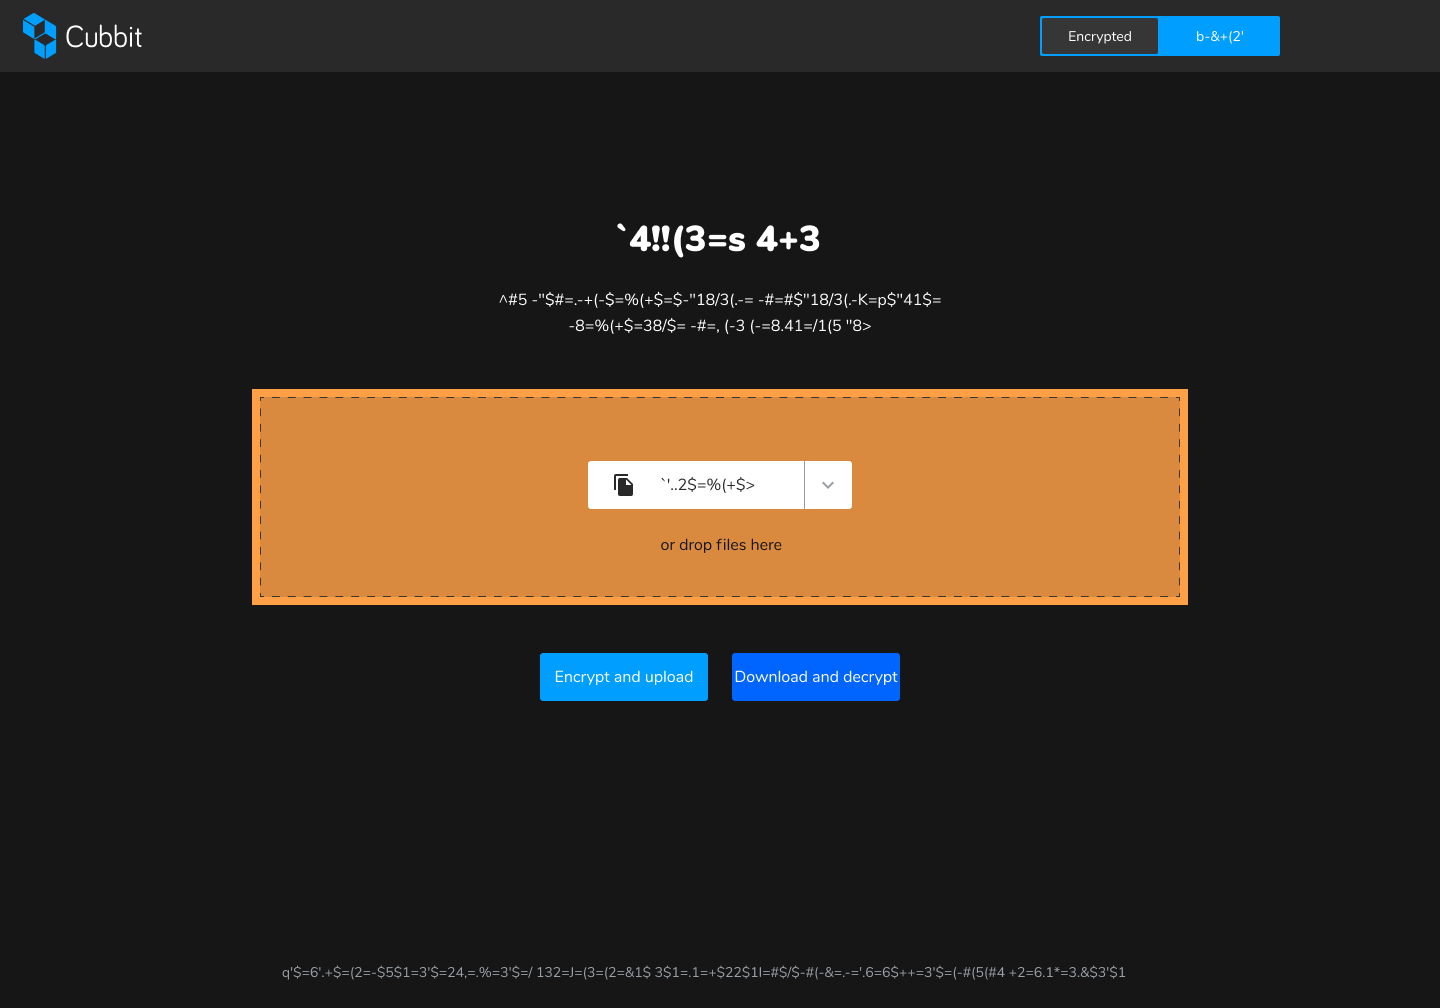 Cubbit
Encrypted
b-&+(2'
`4!!(3=s 4+3
^#5 -"$#=.-+(-$=%(+$=$-"18/3(.-= -#=#$"18/3(.-K=p$"41$=
-8=%(+$=38/$= -#=, (-3 (-=8.41=/1(5 "8>
`'..2$=%(+$>
or drop files here
Encrypt and upload
Download and decrypt
q'$=6'.+$=(2=-$5$1=3'$=24,=.%=3'$=/ 132=J=(3=(2=&1$ 3$1=.1=+$22$1I=#$/$-#(-&=.-='.6=6$++=3'$=(-#(5(#4 +2=6.1*=3.&$3'$1